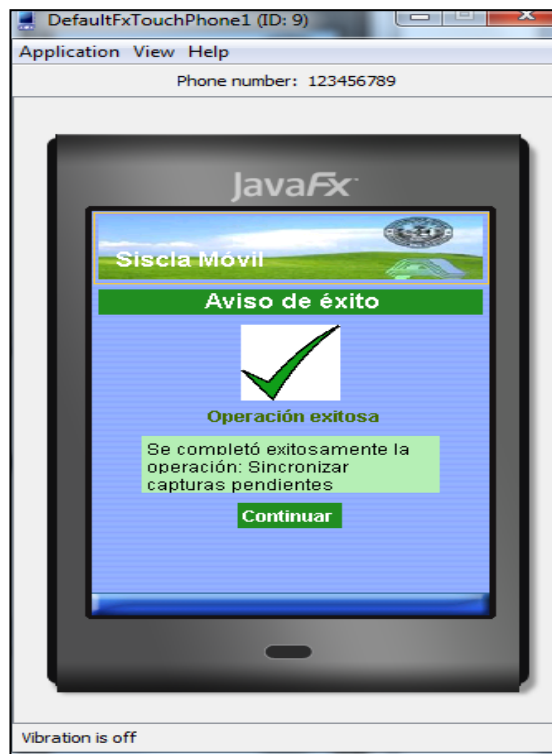 DefaultFxTouchPhone1 (ID: 9)
Application View Help
Phone number: 123456789
JavaFx
Siscla Móvil
Aviso de éxito
Operación exitosa
Se completó exitosamente la
operación: Sincronizar
capturas pendientes
Continuar
Vibration is off